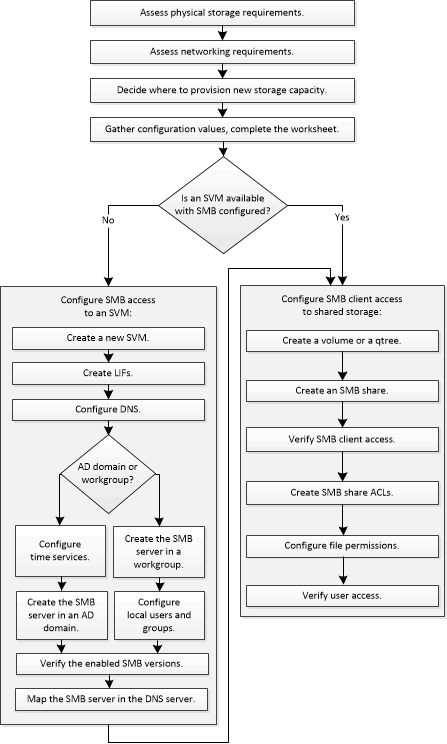 Assess physical storage requirements.
Assess networking requirements.
Decide where to provision new storage capacity.
Gather configuration values, complete the worksheet.
Is an SVM available
with SMB configured?
No
Yes
Configure SMB access
to an SVM:
Create a new SVM.
Create LIFs.
Configure DNS.
AD domain or
workgroup?
Configure
time services.
Create the SMB
server in an AD
domain.
Create the SMB
server in a
workgroup.
Configure
local users and
groups.
Verify the enabled SMB versions.
Map the SMB server in the DNS server.
Configure SMB client access
to shared storage:
Create a volume or a qtree.
Create an SMB share.
Verify SMB client access.
Create SMB share ACLs.
Configure file permissions.
Verify user access.